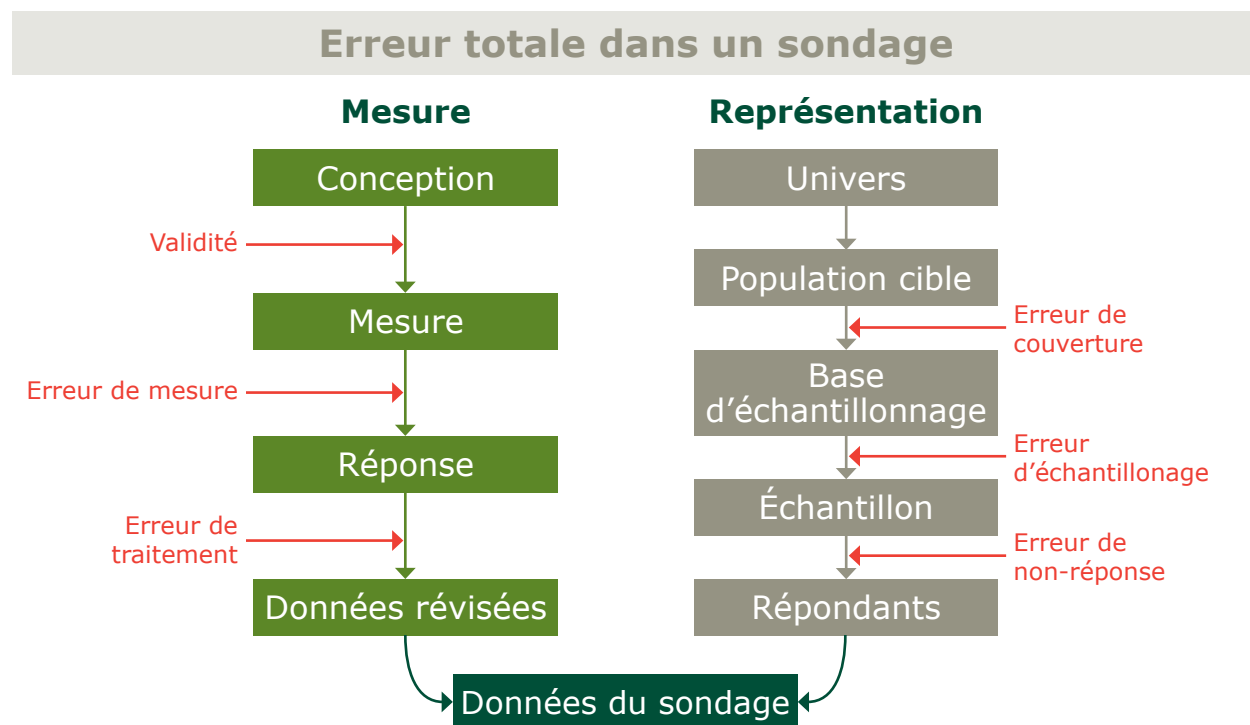 Erreur totale dans un sondage
Mesure
Conception
Validité
Mesure
Erreur de mesure
Réponse
Erreur de
traitement
Données révisées
Représentation
Univers
Population cible
Erreur de
couverture
Base
d’échantillonnage
Erreur
d’échantillonage
Échantillon
Erreur de
non-réponse
Répondants
Données du sondage